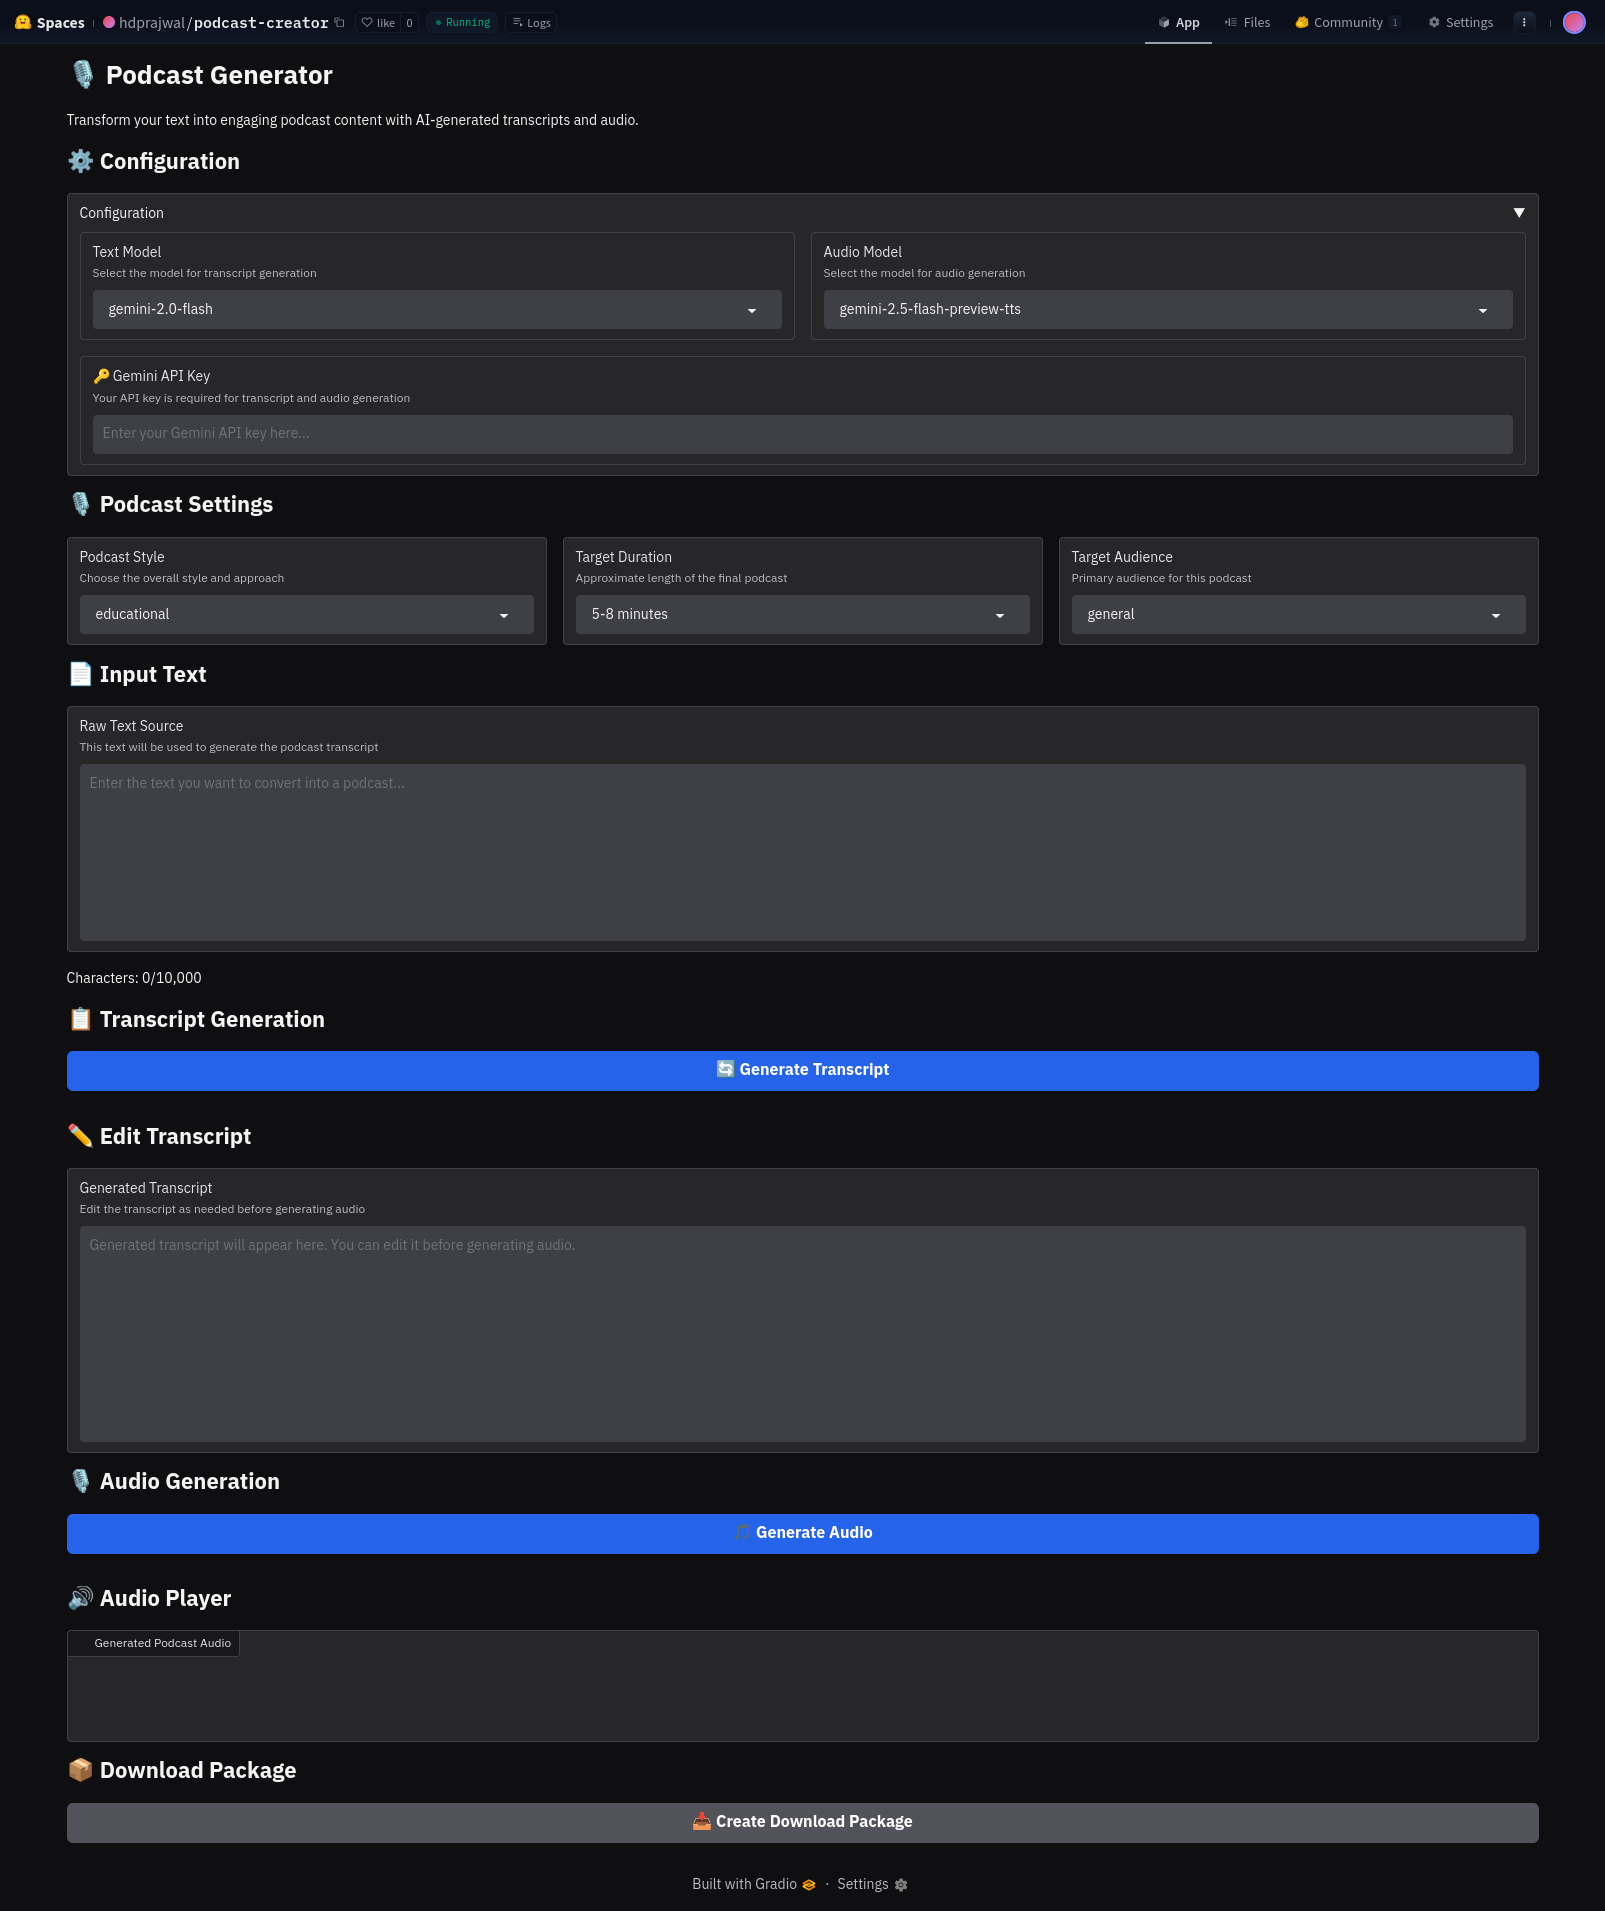 Spaces
hdprajwal/podcast-creator
like 0
Running
Logs
App
Files
Community 1
Settings
Podcast Generator
Transform your text into engaging podcast content with AI-generated transcripts and audio.
Configuration
Configuration
Text Model
Select the model for transcript generation
gemini-2.0-flash
Audio Model
Select the model for audio generation
gemini-2.5-flash-preview-tts
Gemini API Key
Your API key is required for transcript and audio generation
Enter your Gemini API key here...
Podcast Settings
Podcast Style
Choose the overall style and approach
educational
Target Duration
Approximate length of the final podcast
5-8 minutes
Target Audience
Primary audience for this podcast
general
Input Text
Raw Text Source
This text will be used to generate the podcast transcript
Enter the text you want to convert into a podcast...
Characters: 0/10,000
Transcript Generation
Generate Transcript
Edit Transcript
Generated Transcript
Edit the transcript as needed before generating audio
Generated transcript will appear here. You can edit it before generating audio.
Audio Generation
Generate Audio
Audio Player
Generated Podcast Audio
Download Package
Create Download Package
Built with Gradio · Settings